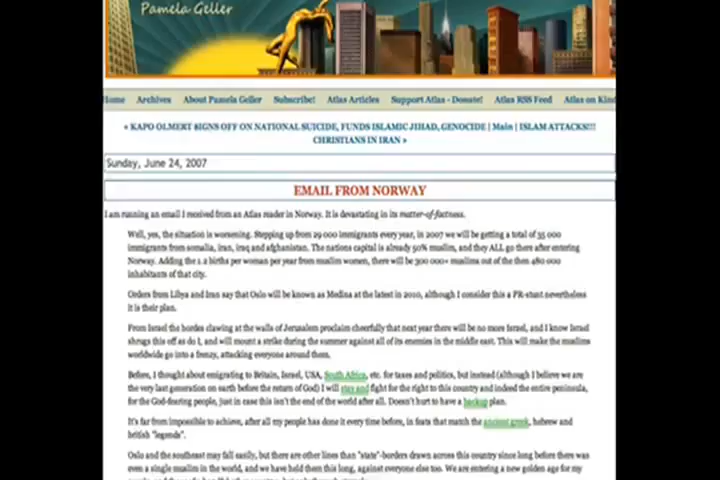 Pamela Geller
Home Archives About Pamela Geller Subscribe! Atlas Articles Support Atlas - Donate! Atlas RSS Feed Atlas on Kind
« KAPO OLMERT SIGNS OFF ON NATIONAL SUICIDE, FUNDS ISLAMIC JIHAD, GENOCIDE | Main | ISLAM ATTACKS!!!
CHRISTIANS IN IRAN »
Sunday, June 24, 2007
EMAIL FROM NORWAY
I am running an email I received from an Atlas reader in Norway. It is devastating in its matter-of-factness.
Well, yes, the situation is worsening. Stepping up from 29 000 immigrants every year, in 2007 we will be getting a total of 35 000
immigrants from somalia, iran, iraq and afghanistan. The nations capital is already 50% muslim, and they ALL go there after entering
Norway. Adding the 1.2 births per woman per year from muslim women, there will be 300 000+ muslims out of the then 480 000
inhabitants of that city.
Orders from Libya and Iran say that Oslo will be known as Medina at the latest in 2010, although I consider this a PR-stunt nevertheless
it is their plan.
From Israel the hordes clawing at the walls of Jerusalem proclaim cheerfully that next year there will be no more Israel, and I know Israel
shrugs this off as do I, and will mount a strike during the summer against all of its enemies in the middle east. This will make the muslims
worldwide go into a frenzy, attacking everyone around them.
Before, I thought about emigrating to Britain, Israel, USA, South Africa, etc. for taxes and politics, but instead (although I believe we are
the very last generation on earth before the return of God) I will stay and fight for the right to this country and indeed the entire peninsula,
for the God-fearing people, just in case this isn't the end of the world after all. Doesn't hurt to have a backup plan.
It's far from impossible to achieve, after all my people has done it every time before, in feats that match the ancient greek, hebrew and
british "legends".
Oslo and the southeast may fall easily, but there are other lines than "state"-borders drawn across this country since long before there was
even a single muslim in the world, and we have held them this long, against everyone else too. We are entering a new golden age for my